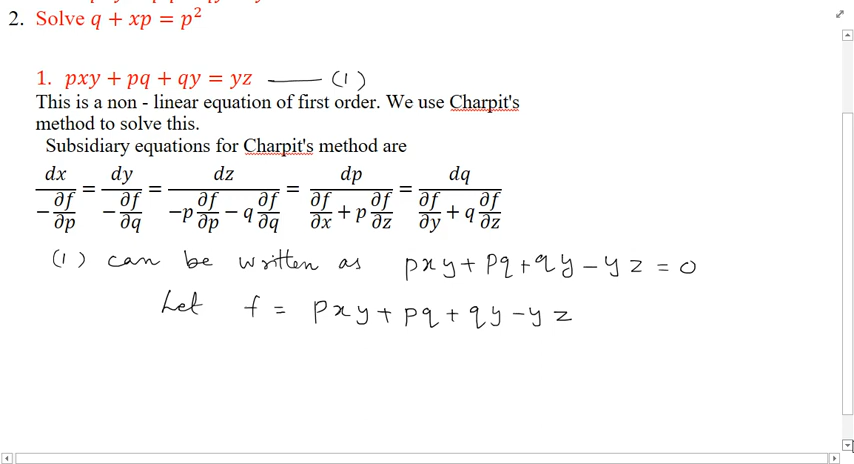 2. Solve q + xp = p²
1. pxy + pq + qy = yz —— (1)
This is a non - linear equation of first order. We use Charpit's
method to solve this.
Subsidiary equations for Charpit's method are
dx/(-∂f/∂p) = dy/(-∂f/∂q) = dz/(-p ∂f/∂p - q ∂f/∂q) = dp/(∂f/∂x + p ∂f/∂z) = dq/(∂f/∂y + q ∂f/∂z)
(1) can be written as pxy + pq + qy - yz = 0
Let f = pxy + pq + qy - yz